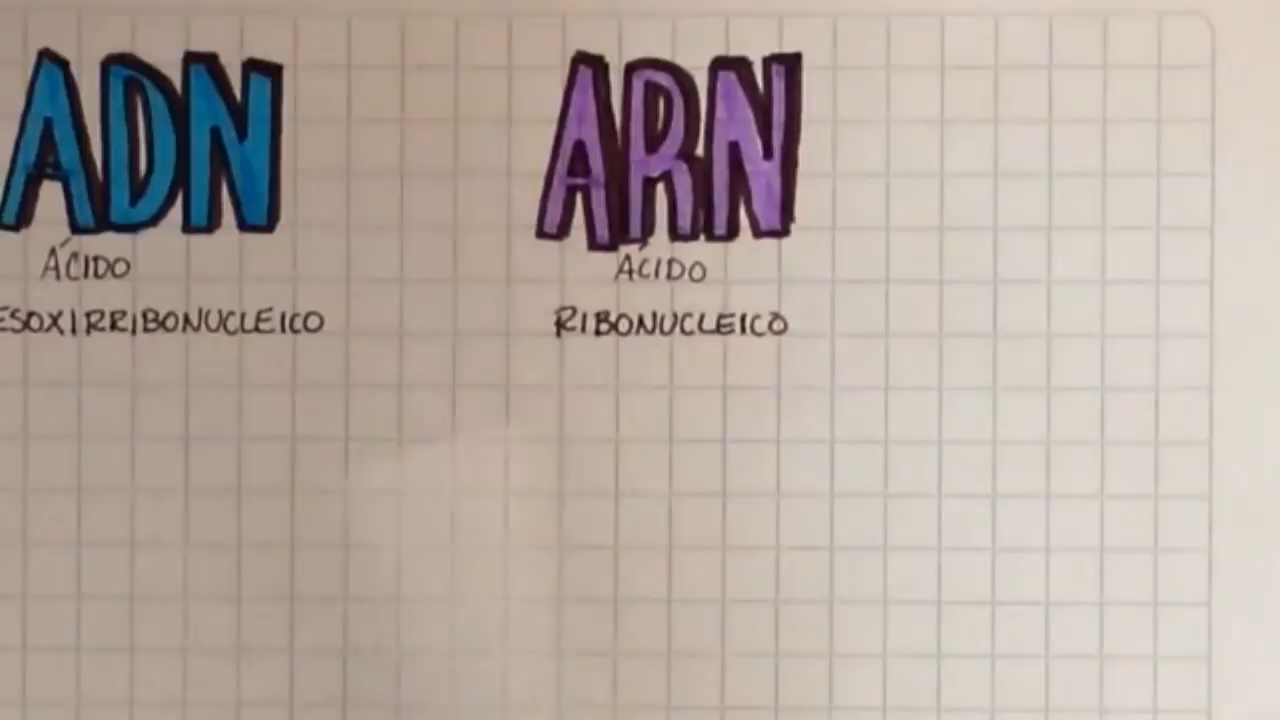 ADN
ÁCIDO
ESOXIRRIBONUCLEICO
ARN
ÁCIDO
RIBONUCLEICO